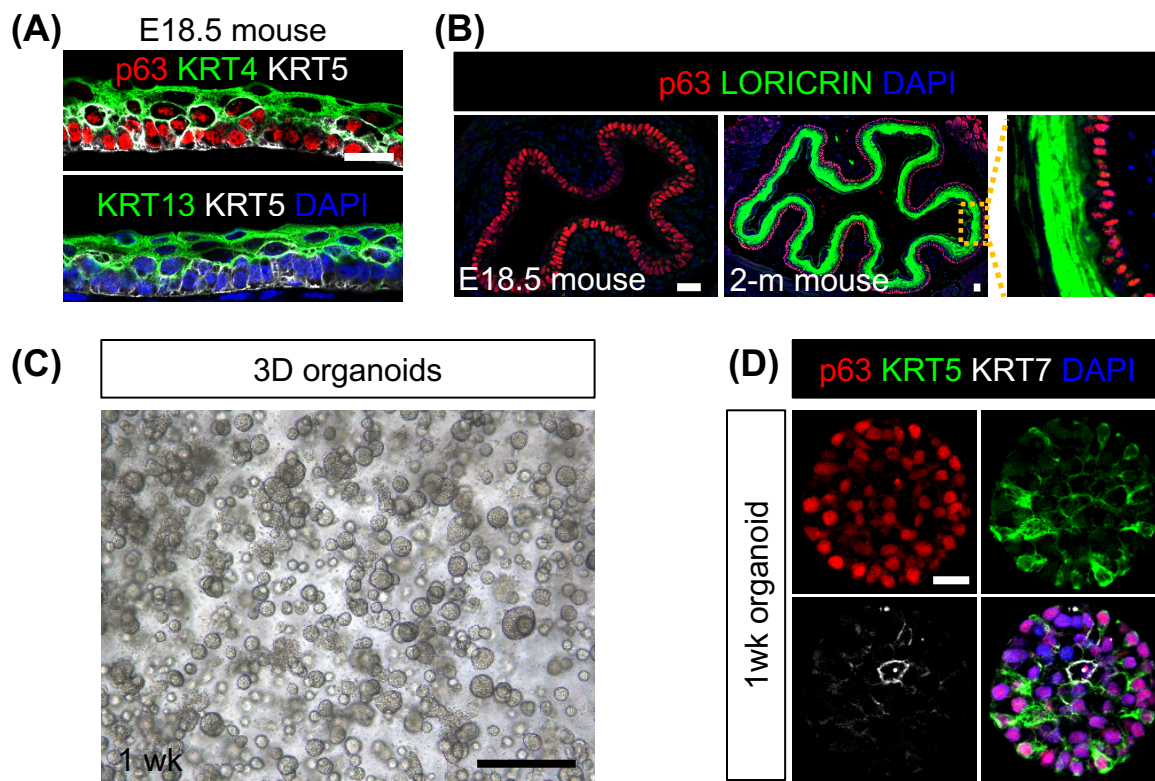 (A)
E18.5 mouse
p63 KRT4 KRT5
KRT13 KRT5 DAPI
(B)
p63 LORICRIN DAPI
E18.5 mouse
2-m mouse
(C)
3D organoids
1 wk
(D)
p63 KRT5 KRT7 DAPI
1wk organoid